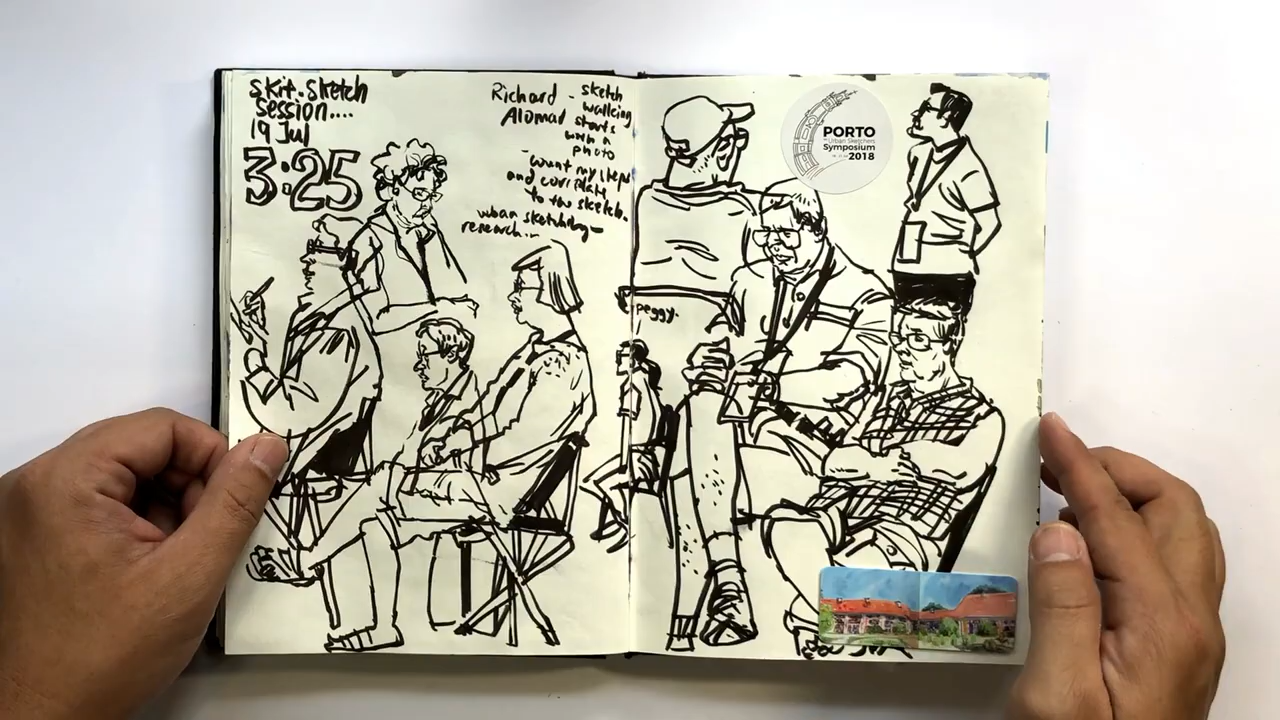 skit.sketch
session....
19 Jul
3:25
Richard - sketch
Alomar walking
starts
with a
photo
- want my steps
and correlate
to the sketch.
urban sketching
research...
peggy.
PORTO
Urban Sketchers
Symposium
2018